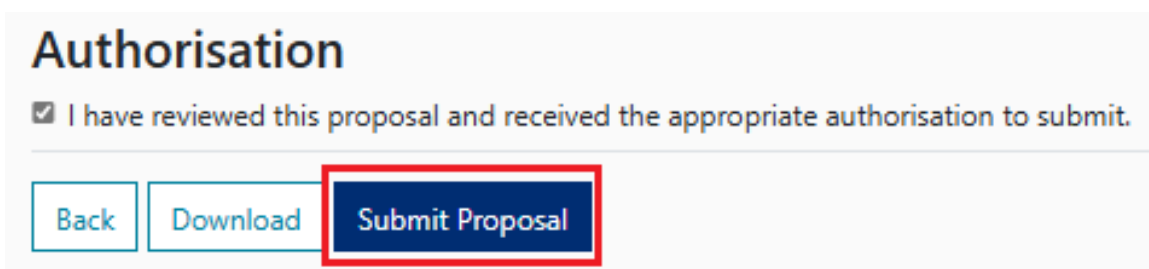 Authorisation
I have reviewed this proposal and received the appropriate authorisation to submit.
Back Download Submit Proposal